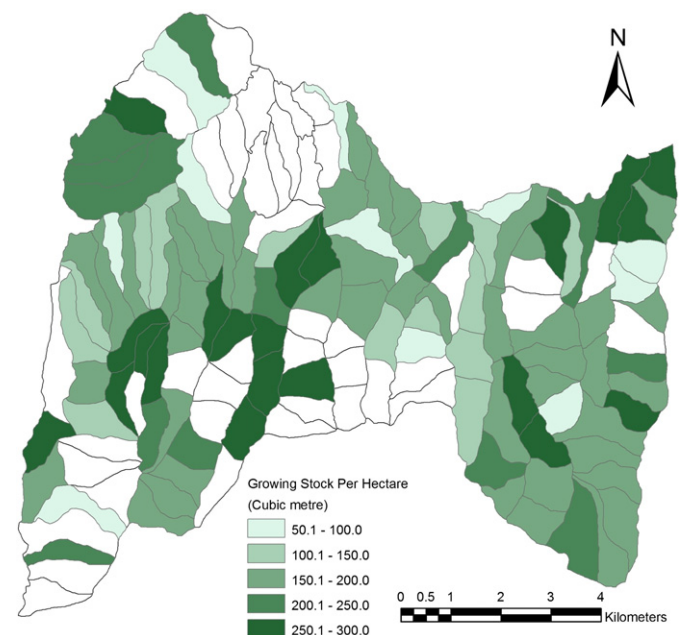 N
Growing Stock Per Hectare
(Cubic metre)
50.1 - 100.0
100.1 - 150.0
150.1 - 200.0
200.1 - 250.0
250.1 - 300.0
0 0.5 1 2 3 4
Kilometers